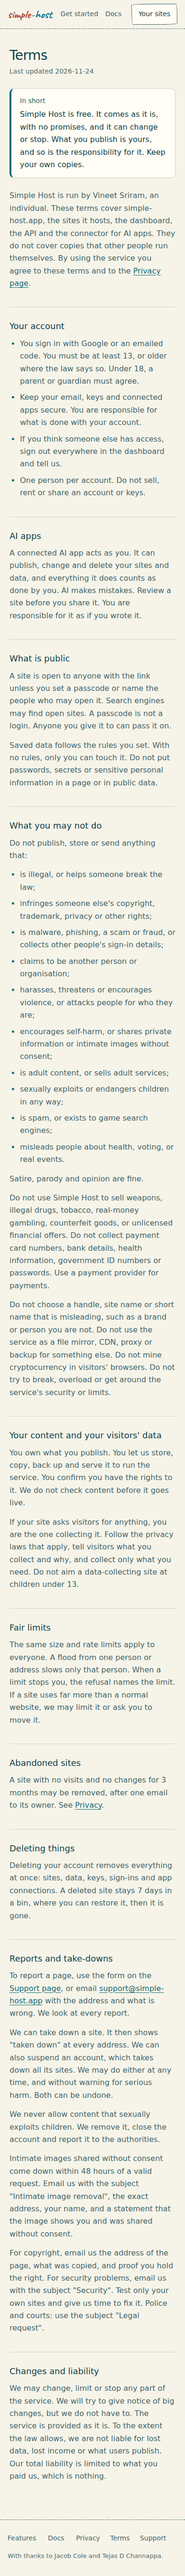 simple-host Get started Docs Your sites
Terms
Last updated 2026-11-24
In short
Simple Host is free. It comes as it is,
with no promises, and it can change
or stop. What you publish is yours,
and so is the responsibility for it. Keep
your own copies.
Simple Host is run by Vineet Sriram, an
individual. These terms cover simple-
host.app, the sites it hosts, the dashboard,
the API and the connector for AI apps. They
do not cover copies that other people run
themselves. By using the service you
agree to these terms and to the Privacy
page.
Your account
• You sign in with Google or an emailed
code. You must be at least 13, or older
where the law says so. Under 18, a
parent or guardian must agree.
• Keep your email, keys and connected
apps secure. You are responsible for
what is done with your account.
• If you think someone else has access,
sign out everywhere in the dashboard
and tell us.
• One person per account. Do not sell,
rent or share an account or keys.
AI apps
A connected AI app acts as you. It can
publish, change and delete your sites and
data, and everything it does counts as
done by you. AI makes mistakes. Review a
site before you share it. You are
responsible for it as if you wrote it.
What is public
A site is open to anyone with the link
unless you set a passcode or name the
people who may open it. Search engines
may find open sites. A passcode is not a
login. Anyone you give it to can pass it on.
Saved data follows the rules you set. With
no rules, only you can touch it. Do not put
passwords, secrets or sensitive personal
information in a page or in public data.
What you may not do
Do not publish, store or send anything
that:
• is illegal, or helps someone break the
law;
• infringes someone else's copyright,
trademark, privacy or other rights;
• is malware, phishing, a scam or fraud, or
collects other people's sign-in details;
• claims to be another person or
organisation;
• harasses, threatens or encourages
violence, or attacks people for who they
are;
• encourages self-harm, or shares private
information or intimate images without
consent;
• is adult content, or sells adult services;
• sexually exploits or endangers children
in any way;
• is spam, or exists to game search
engines;
• misleads people about health, voting, or
real events.
Satire, parody and opinion are fine.
Do not use Simple Host to sell weapons,
illegal drugs, tobacco, real-money
gambling, counterfeit goods, or unlicensed
financial offers. Do not collect payment
card numbers, bank details, health
information, government ID numbers or
passwords. Use a payment provider for
payments.
Do not choose a handle, site name or short
name that is misleading, such as a brand
or person you are not. Do not use the
service as a file mirror, CDN, proxy or
backup for something else. Do not mine
cryptocurrency in visitors' browsers. Do not
try to break, overload or get around the
service's security or limits.
Your content and your visitors' data
You own what you publish. You let us store,
copy, back up and serve it to run the
service. You confirm you have the rights to
it. We do not check content before it goes
live.
If your site asks visitors for anything, you
are the one collecting it. Follow the privacy
laws that apply, tell visitors what you
collect and why, and collect only what you
need. Do not aim a data-collecting site at
children under 13.
Fair limits
The same size and rate limits apply to
everyone. A flood from one person or
address slows only that person. When a
limit stops you, the refusal names the limit.
If a site uses far more than a normal
website, we may limit it or ask you to
move it.
Abandoned sites
A site with no visits and no changes for 3
months may be removed, after one email
to its owner. See Privacy.
Deleting things
Deleting your account removes everything
at once: sites, data, keys, sign-ins and app
connections. A deleted site stays 7 days in
a bin, where you can restore it, then it is
gone.
Reports and take-downs
To report a page, use the form on the
Support page, or email support@simple-
host.app with the address and what is
wrong. We look at every report.
We can take down a site. It then shows
"taken down" at every address. We can
also suspend an account, which takes
down all its sites. We may do either at any
time, and without warning for serious
harm. Both can be undone.
We never allow content that sexually
exploits children. We remove it, close the
account and report it to the authorities.
Intimate images shared without consent
come down within 48 hours of a valid
request. Email us with the subject
"Intimate image removal", the exact
address, your name, and a statement that
the image shows you and was shared
without consent.
For copyright, email us the address of the
page, what was copied, and proof you hold
the right. For security problems, email us
with the subject "Security". Test only your
own sites and give us time to fix it. Police
and courts: use the subject "Legal
request".
Changes and liability
We may change, limit or stop any part of
the service. We will try to give notice of big
changes, but we do not have to. The
service is provided as it is. To the extent
the law allows, we are not liable for lost
data, lost income or what users publish.
Our total liability is limited to what you
paid us, which is nothing.
Features Docs Privacy Terms Support
With thanks to Jacob Cole and Tejas D Channappa.